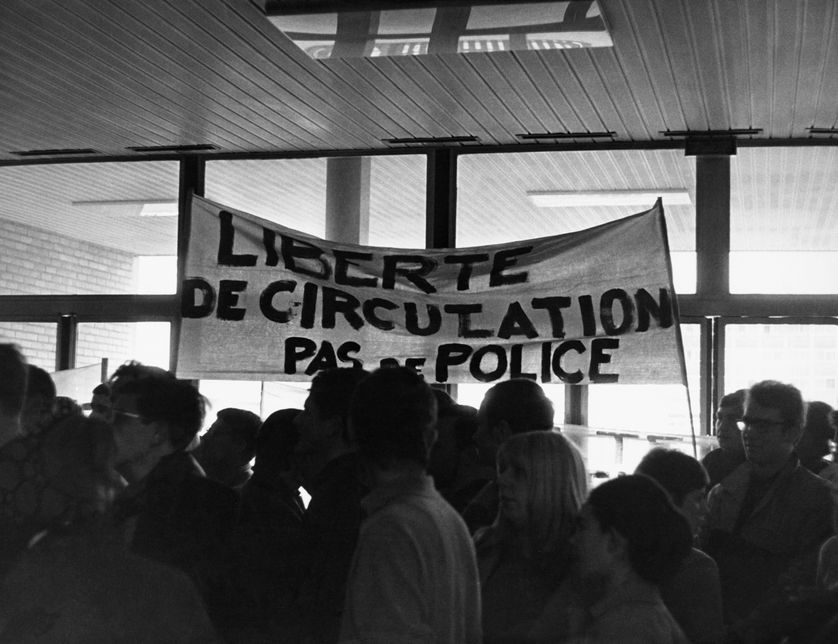 LIBERTE
DE CIRCULATION
PAS DE POLICE